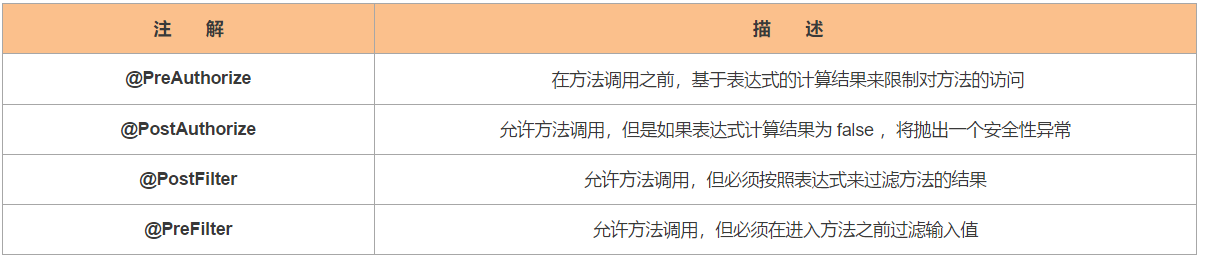 注 解 描 述
@PreAuthorize 在方法调用之前，基于表达式的计算结果来限制对方法的访问
@PostAuthorize 允许方法调用，但是如果表达式计算结果为 false ，将抛出一个安全性异常
@PostFilter 允许方法调用，但必须按照表达式来过滤方法的结果
@PreFilter 允许方法调用，但必须在进入方法之前过滤输入值